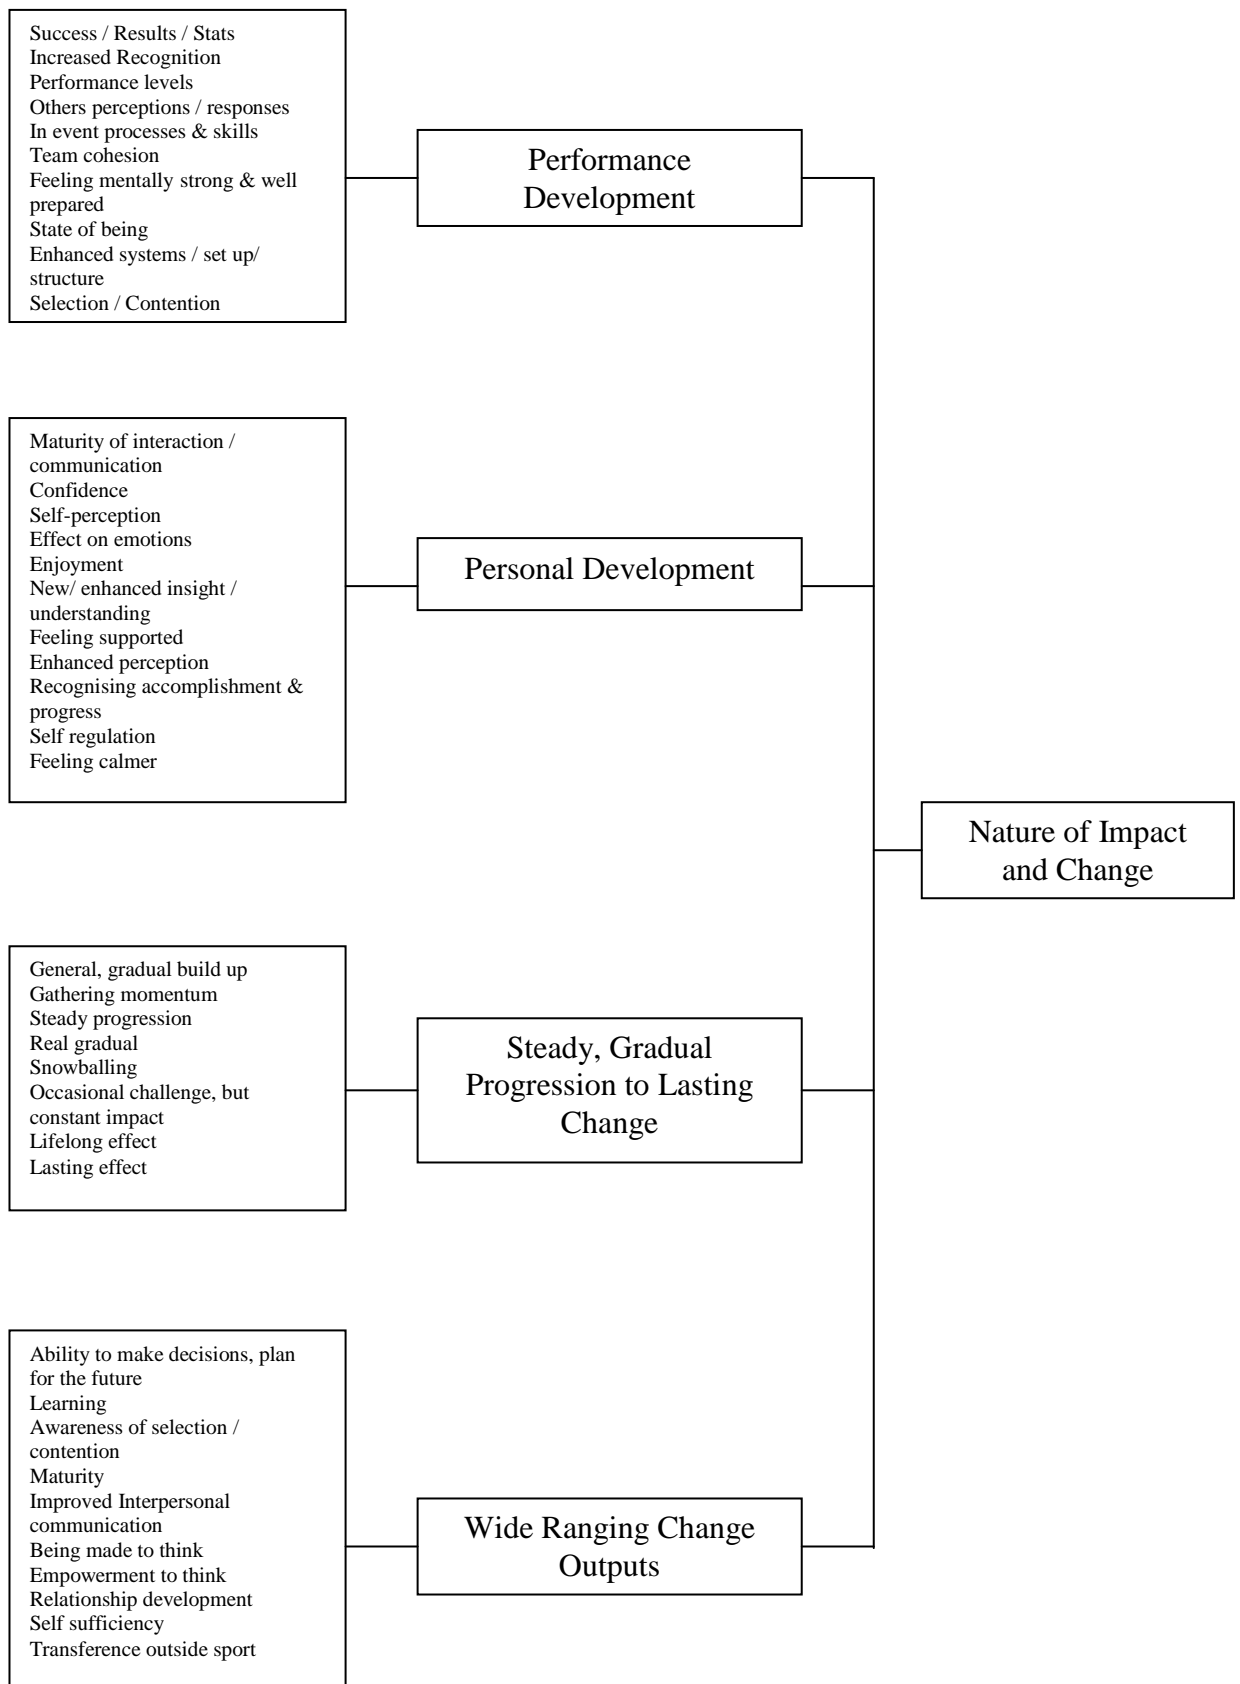 Success / Results / Stats
Increased Recognition
Performance levels
Others perceptions / responses
In event processes & skills
Team cohesion
Feeling mentally strong & well
prepared
State of being
Enhanced systems / set up/
structure
Selection / Contention
Performance
Development
Maturity of interaction /
communication
Confidence
Self-perception
Effect on emotions
Enjoyment
New/ enhanced insight /
understanding
Feeling supported
Enhanced perception
Recognising accomplishment &
progress
Self regulation
Feeling calmer
Personal Development
Nature of Impact
and Change
General, gradual build up
Gathering momentum
Steady progression
Real gradual
Snowballing
Occasional challenge, but
constant impact
Lifelong effect
Lasting effect
Steady, Gradual
Progression to Lasting
Change
Ability to make decisions, plan
for the future
Learning
Awareness of selection /
contention
Maturity
Improved Interpersonal
communication
Being made to think
Empowerment to think
Relationship development
Self sufficiency
Transference outside sport
Wide Ranging Change
Outputs